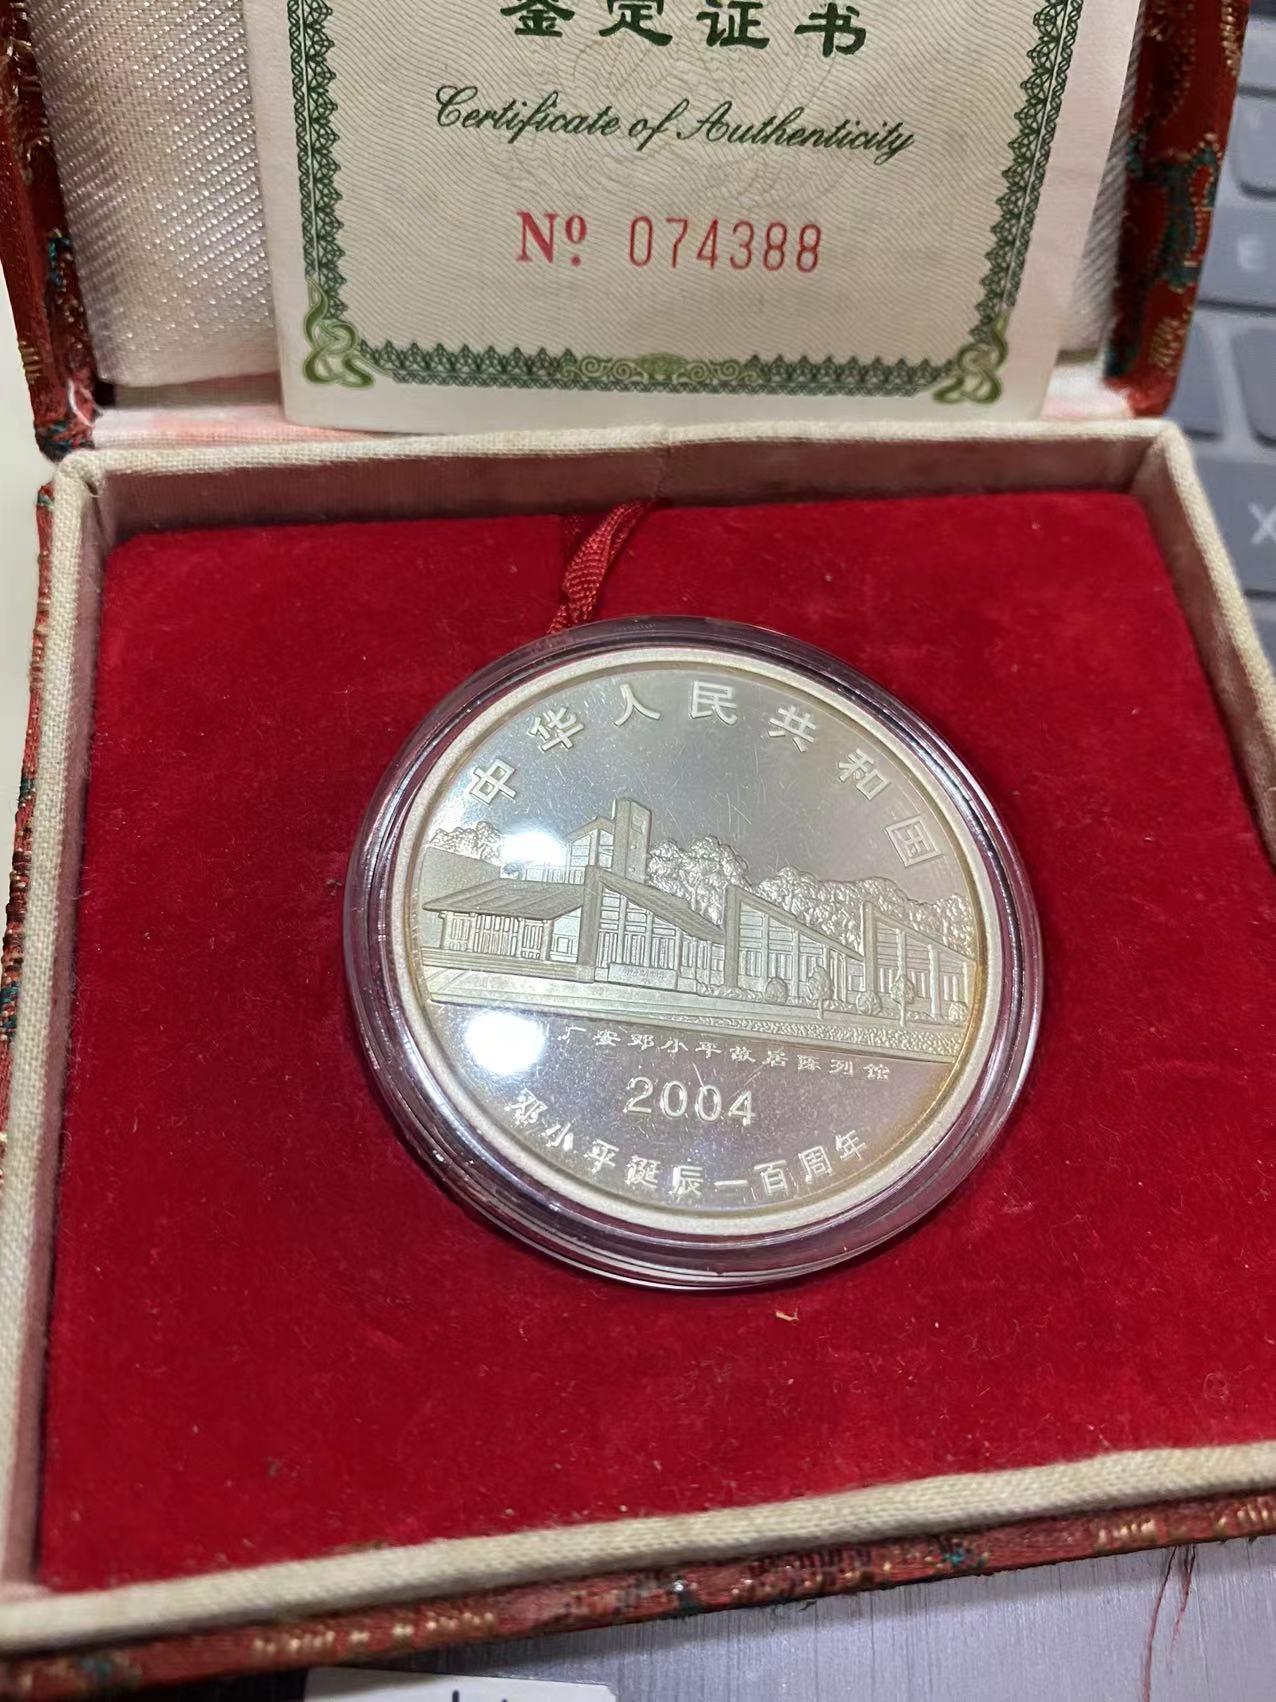 鉴定证书
Certificate of Authenticity
Nº 074388
中华人民共和国
广安邓小平故居陈列馆
2004
邓小平诞辰一百周年
E
X